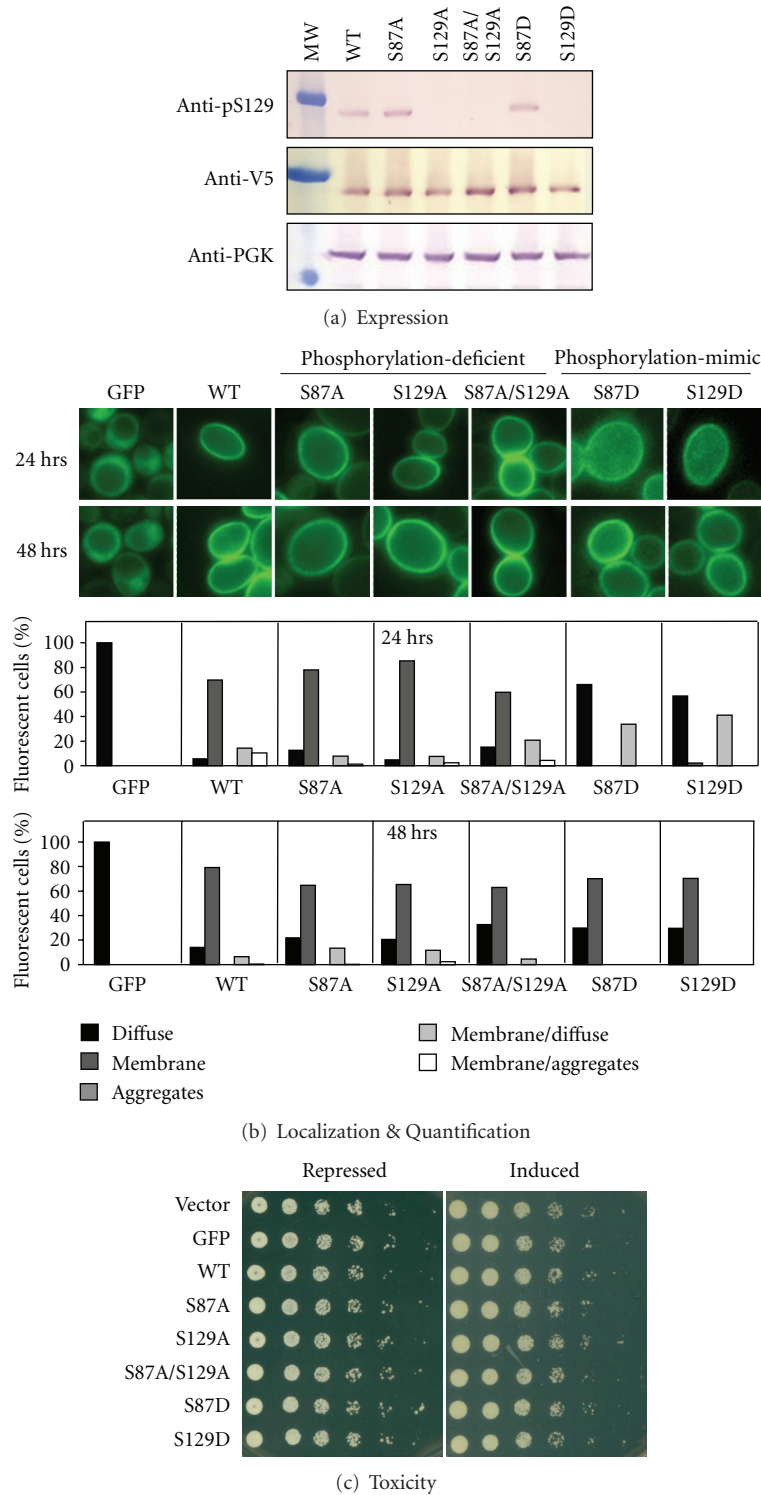 MW
WT
S87A
S129A
S87A/
S129A
S87D
S129D
Anti-pS129
Anti-V5
Anti-PGK
(a) Expression
Phosphorylation-deficient
Phosphorylation-mimic
GFP WT S87A S129A S87A/S129A S87D S129D
24 hrs
48 hrs
Fluorescent cells (%)
24 hrs
100
80
60
40
20
0
GFP WT S87A S129A S87A/S129A S87D S129D
Fluorescent cells (%)
48 hrs
100
80
60
40
20
0
GFP WT S87A S129A S87A/S129A S87D S129D
Diffuse
Membrane
Aggregates
Membrane/diffuse
Membrane/aggregates
(b) Localization & Quantification
Repressed Induced
Vector
GFP
WT
S87A
S129A
S87A/S129A
S87D
S129D
(c) Toxicity